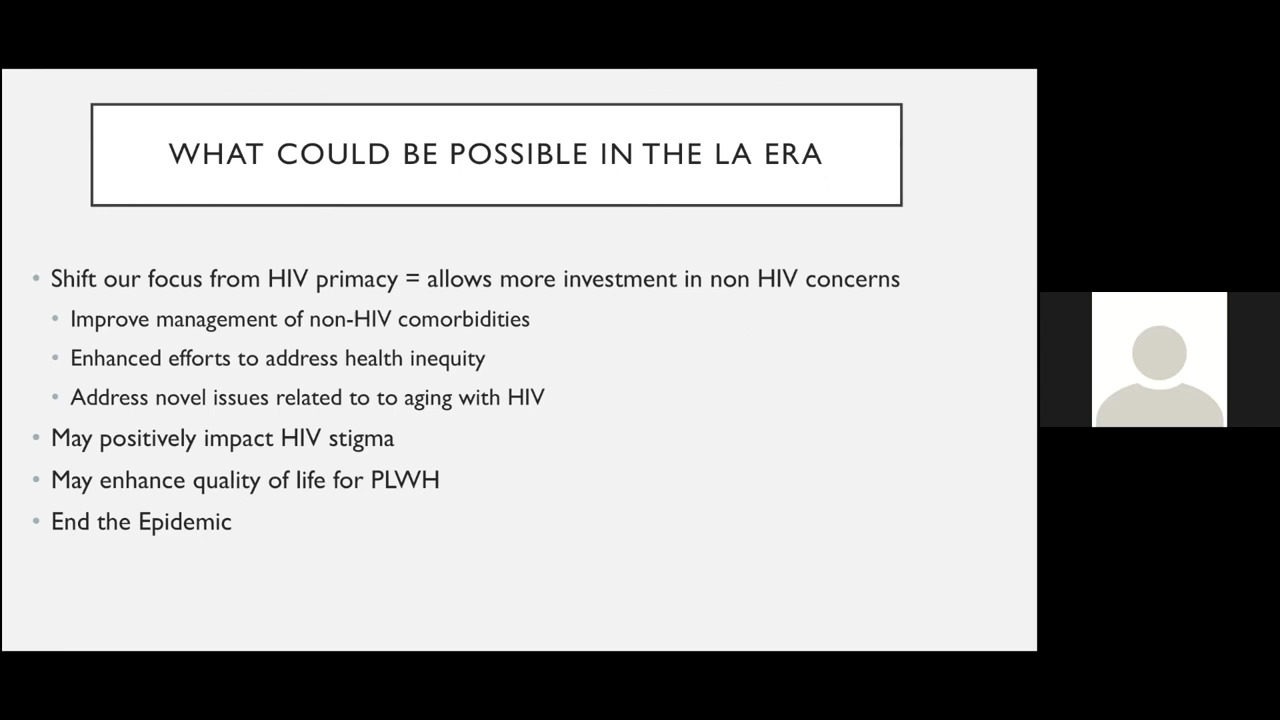 WHAT COULD BE POSSIBLE IN THE LA ERA
• Shift our focus from HIV primacy = allows more investment in non HIV concerns
• Improve management of non-HIV comorbidities
• Enhanced efforts to address health inequity
• Address novel issues related to to aging with HIV
• May positively impact HIV stigma
• May enhance quality of life for PLWH
• End the Epidemic